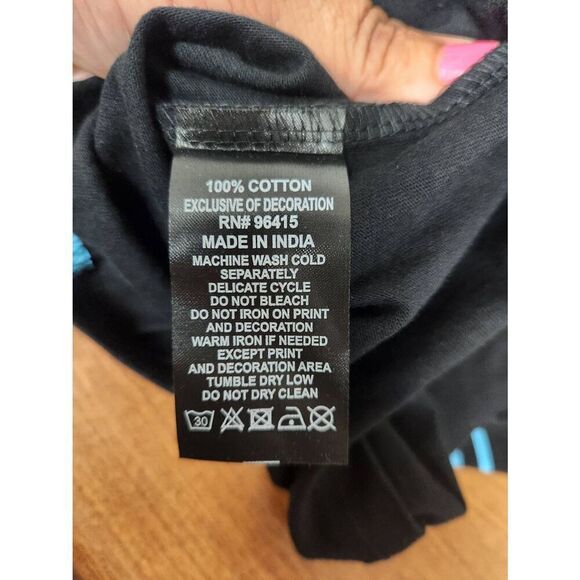 100% COTTON
EXCLUSIVE OF DECORATION
RN# 96415
MADE IN INDIA
MACHINE WASH COLD
SEPARATELY
DELICATE CYCLE
DO NOT BLEACH
DO NOT IRON ON PRINT
AND DECORATION
WARM IRON IF NEEDED
EXCEPT PRINT
AND DECORATION AREA
TUMBLE DRY LOW
DO NOT DRY CLEAN
30